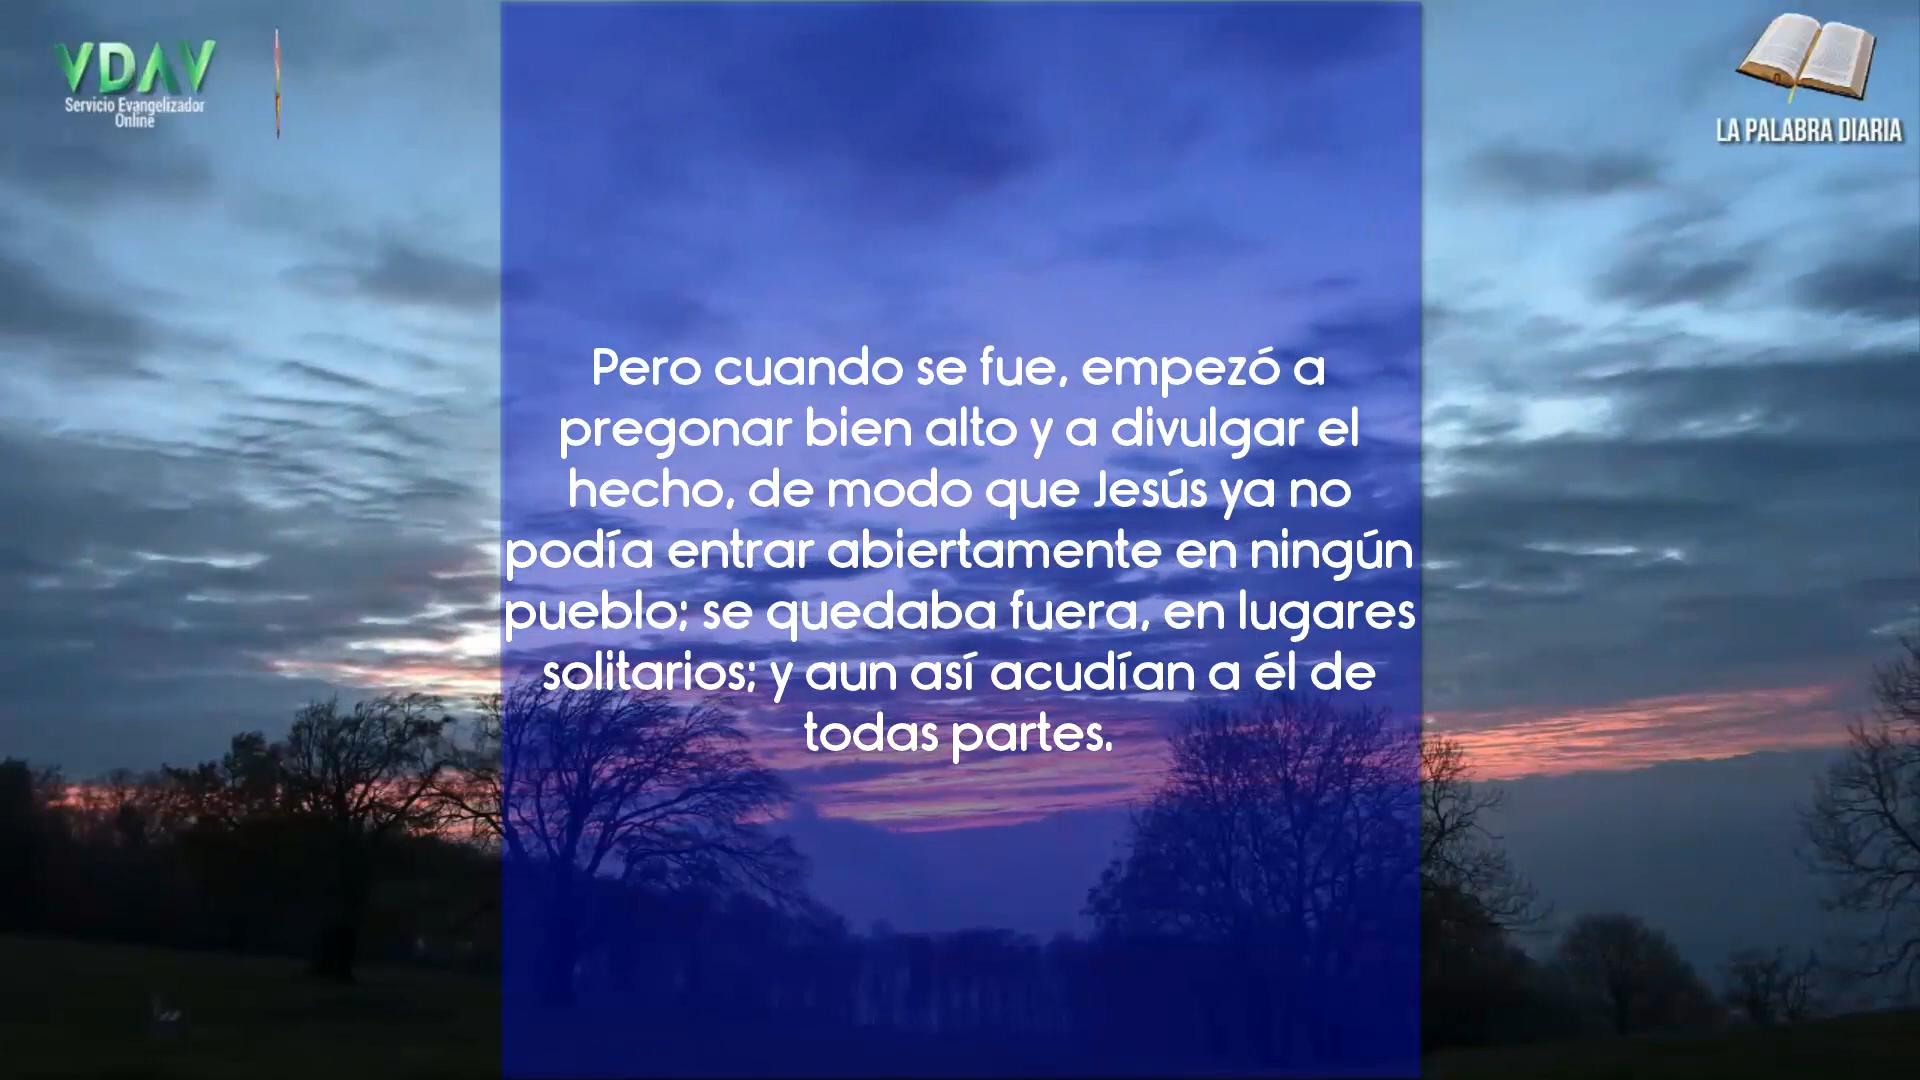 VDAV
Servicio Evangelizador
Online
LA PALABRA DIARIA
Pero cuando se fue, empezó a
pregonar bien alto y a divulgar el
hecho, de modo que Jesús ya no
podía entrar abiertamente en ningún
pueblo; se quedaba fuera, en lugares
solitarios; y aun así acudían a él de
todas partes.